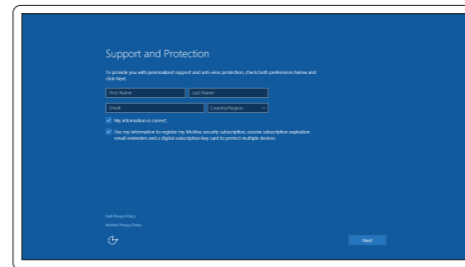 Support and Protection
To provide you with personalized support and anti-virus protection, check both preferences below and
click Next.
First Name
Last Name
Email
Country/Region
My information is correct.
Use my information to register my McAfee security subscription, receive subscription expiration
email reminders and a digital subscription key card to protect multiple devices.
Dell Privacy Policy
McAfee Privacy Policy
Next